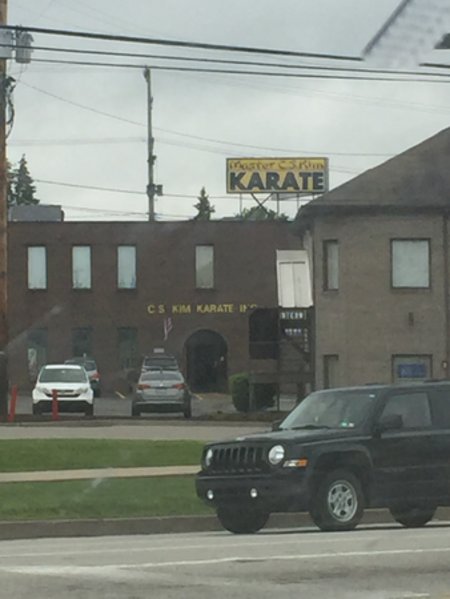 Master C.S. Kim
KARATE
C.S KIM KARATE INC